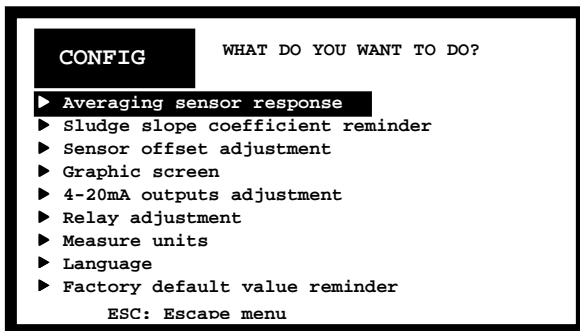 CONFIG
WHAT DO YOU WANT TO DO?
Averaging sensor response
Sludge slope coefficient reminder
Sensor offset adjustment
Graphic screen
4-20mA outputs adjustment
Relay adjustment
Measure units
Language
Factory default value reminder
ESC: Escape menu